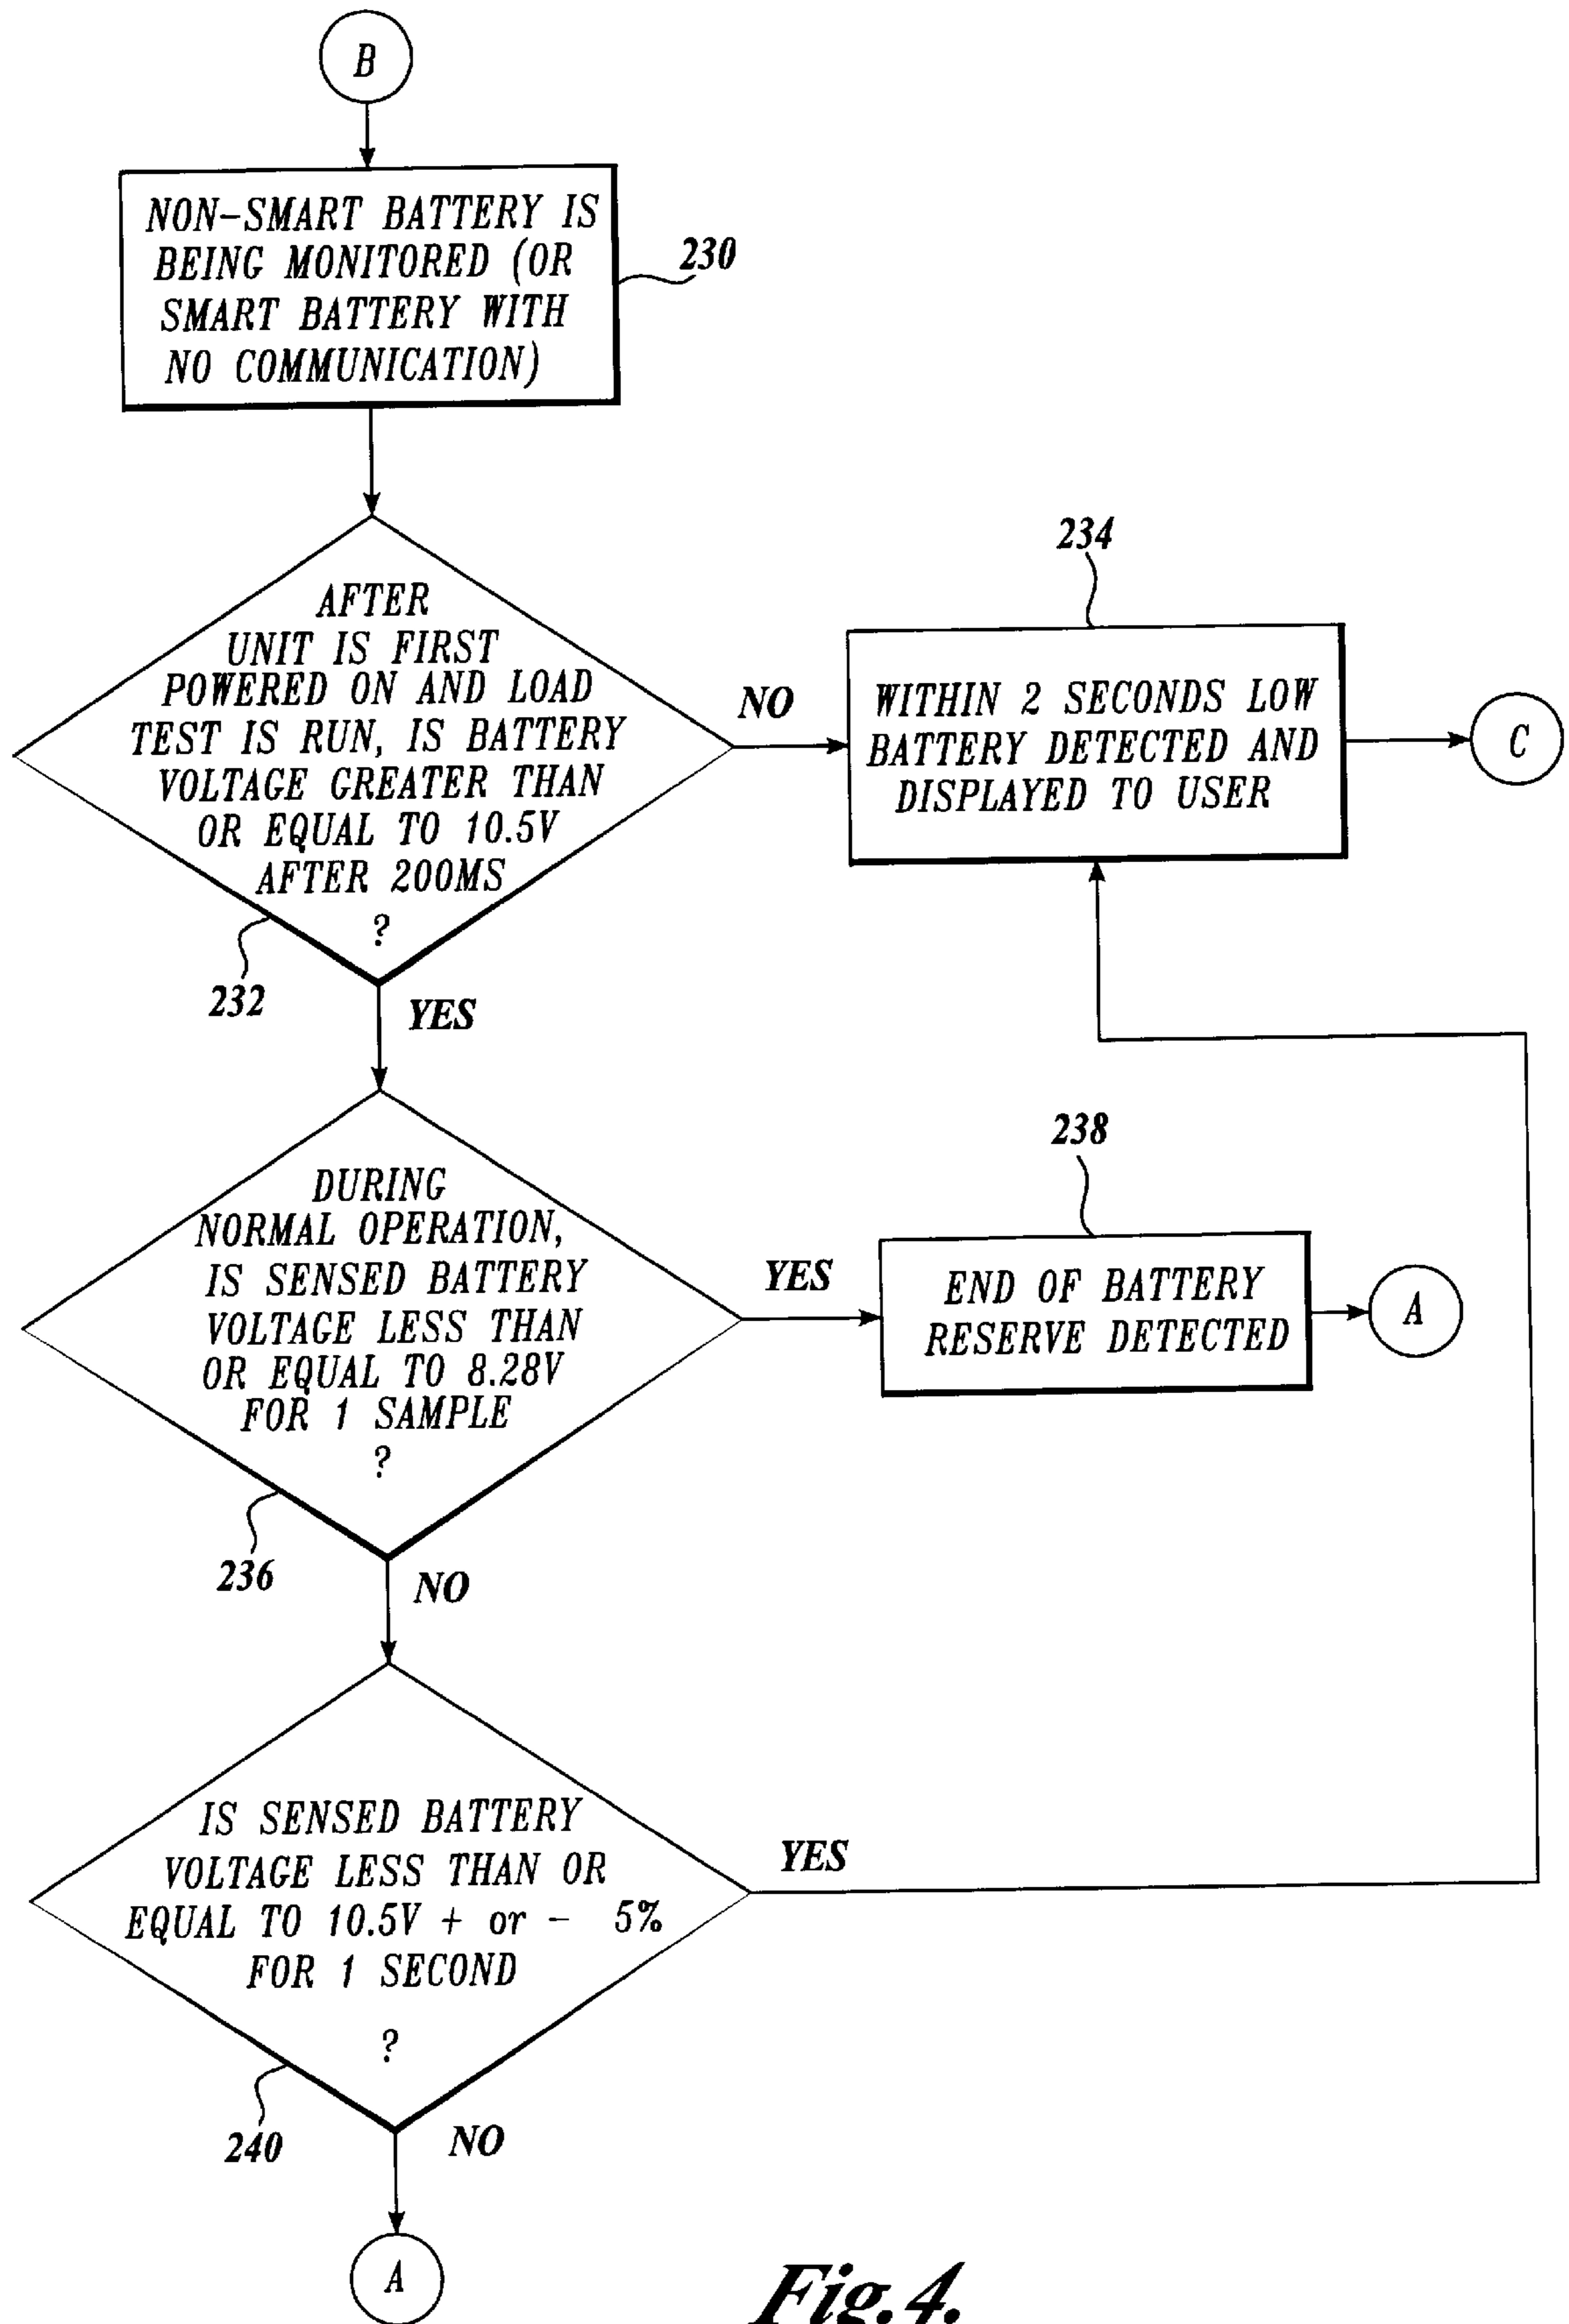 B
NON-SMART BATTERY IS
BEING MONITORED (OR
SMART BATTERY WITH
NO COMMUNICATION)
230
AFTER
UNIT IS FIRST
POWERED ON AND LOAD
TEST IS RUN, IS BATTERY
VOLTAGE GREATER THAN
OR EQUAL TO 10.5V
AFTER 200MS
?
232
NO
234
WITHIN 2 SECONDS LOW
BATTERY DETECTED AND
DISPLAYED TO USER
C
YES
DURING
NORMAL OPERATION,
IS SENSED BATTERY
VOLTAGE LESS THAN
OR EQUAL TO 8.28V
FOR 1 SAMPLE
?
236
YES
238
END OF BATTERY
RESERVE DETECTED
A
NO
IS SENSED BATTERY
VOLTAGE LESS THAN OR
EQUAL TO 10.5V + or - 5%
FOR 1 SECOND
?
240
YES
NO
A
Fig.4.